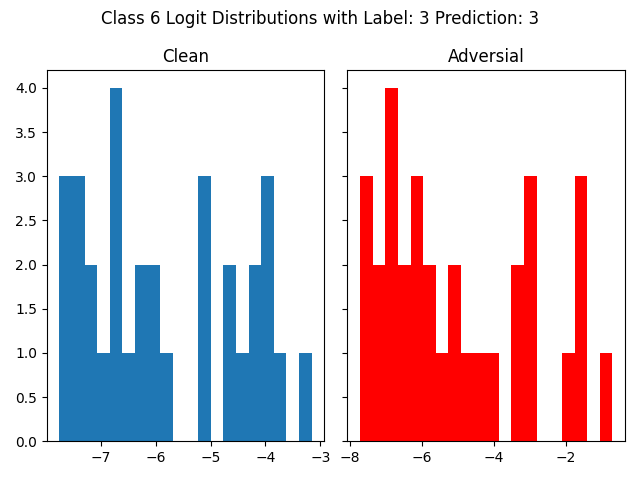 Class 6 Logit Distributions with Label: 3 Prediction: 3
Clean
Adversial
4.0
3.5
3.0
2.5
2.0
1.5
1.0
0.5
0.0
−7 −6 −5 −4 −3
−8 −6 −4 −2